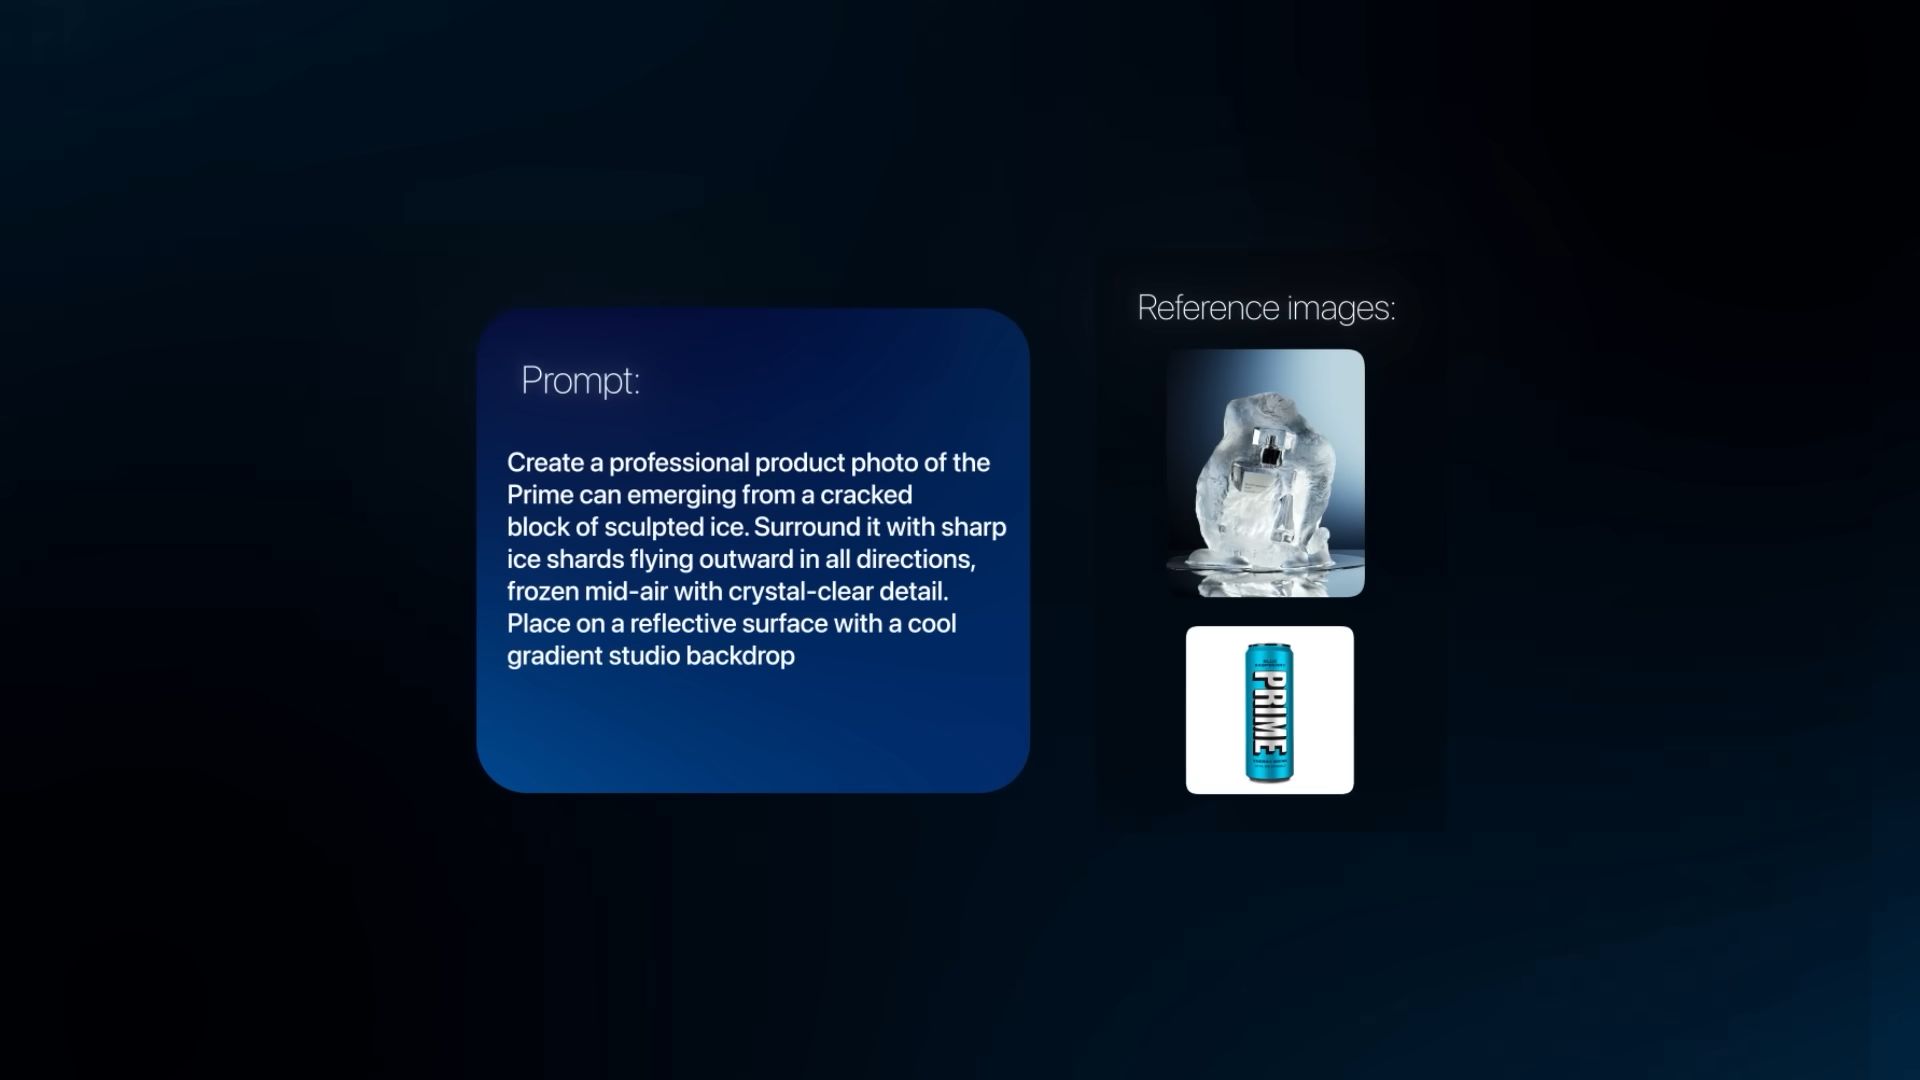 Prompt:
Create a professional product photo of the
Prime can emerging from a cracked
block of sculpted ice. Surround it with sharp
ice shards flying outward in all directions,
frozen mid-air with crystal-clear detail.
Place on a reflective surface with a cool
gradient studio backdrop
Reference images:
PRIME